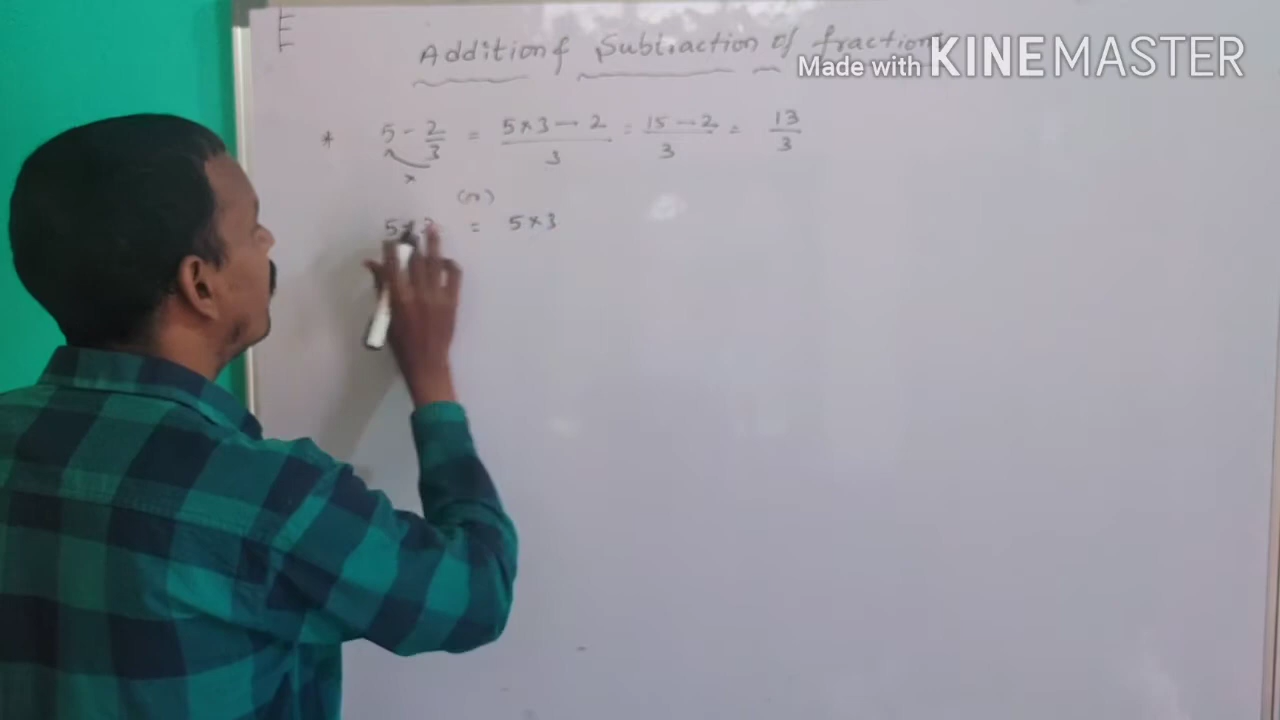 E
Addition & Subtraction of fraction
Made with KINEMASTER
* 5 - 2/3 = 5×3-2/3 = 15-2/3 = 13/3
×
(or)
= 5×3